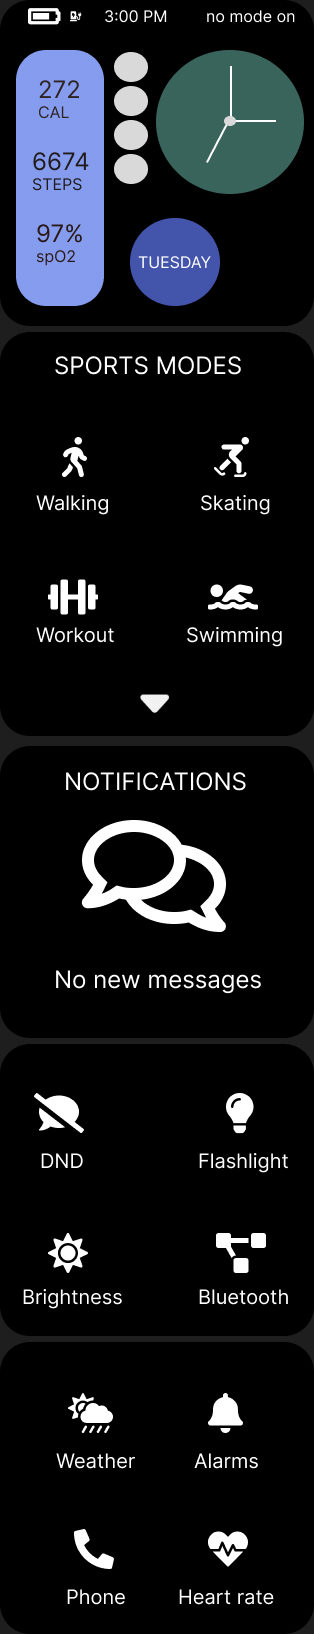 3:00 PM no mode on
272
CAL
6674
STEPS
97%
spO2
TUESDAY
SPORTS MODES
Walking Skating
Workout Swimming
NOTIFICATIONS
No new messages
DND Flashlight
Brightness Bluetooth
Weather Alarms
Phone Heart rate